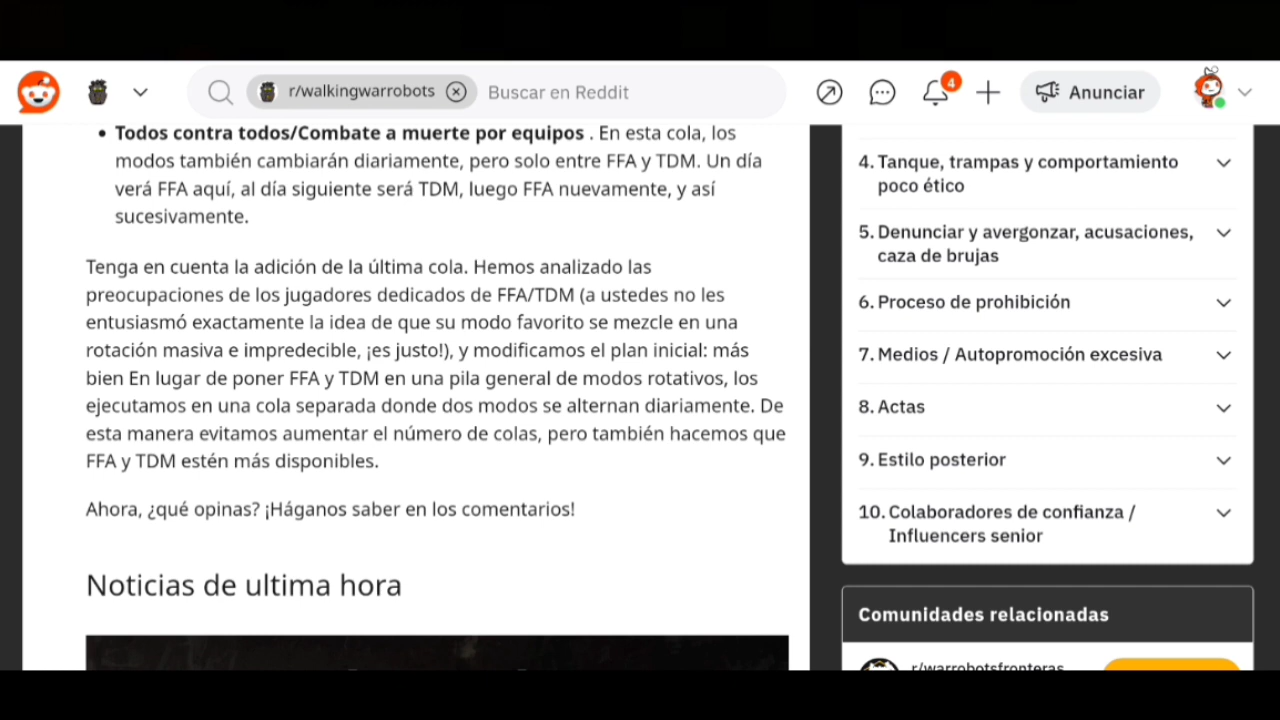 r/walkingwarrobots
Buscar en Reddit
4
Anunciar
• Todos contra todos/Combate a muerte por equipos . En esta cola, los
modos también cambiarán diariamente, pero solo entre FFA y TDM. Un día
verá FFA aquí, al día siguiente será TDM, luego FFA nuevamente, y así
sucesivamente.
Tenga en cuenta la adición de la última cola. Hemos analizado las
preocupaciones de los jugadores dedicados de FFA/TDM (a ustedes no les
entusiasmó exactamente la idea de que su modo favorito se mezcle en una
rotación masiva e impredecible, ¡es justo!), y modificamos el plan inicial: más
bien En lugar de poner FFA y TDM en una pila general de modos rotativos, los
ejecutamos en una cola separada donde dos modos se alternan diariamente. De
esta manera evitamos aumentar el número de colas, pero también hacemos que
FFA y TDM estén más disponibles.
Ahora, ¿qué opinas? ¡Háganos saber en los comentarios!
Noticias de ultima hora
4. Tanque, trampas y comportamiento
poco ético
5. Denunciar y avergonzar, acusaciones,
caza de brujas
6. Proceso de prohibición
7. Medios / Autopromoción excesiva
8. Actas
9. Estilo posterior
10. Colaboradores de confianza /
Influencers senior
Comunidades relacionadas
r/warrobotsfronteras